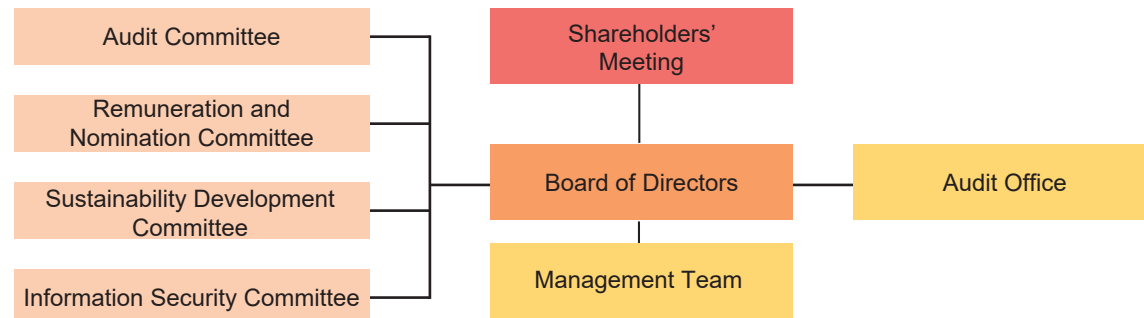 Audit Committee
Remuneration and
Nomination Committee
Sustainability Development
Committee
Information Security Committee
Shareholders’
Meeting
Board of Directors
Management Team
Audit Office